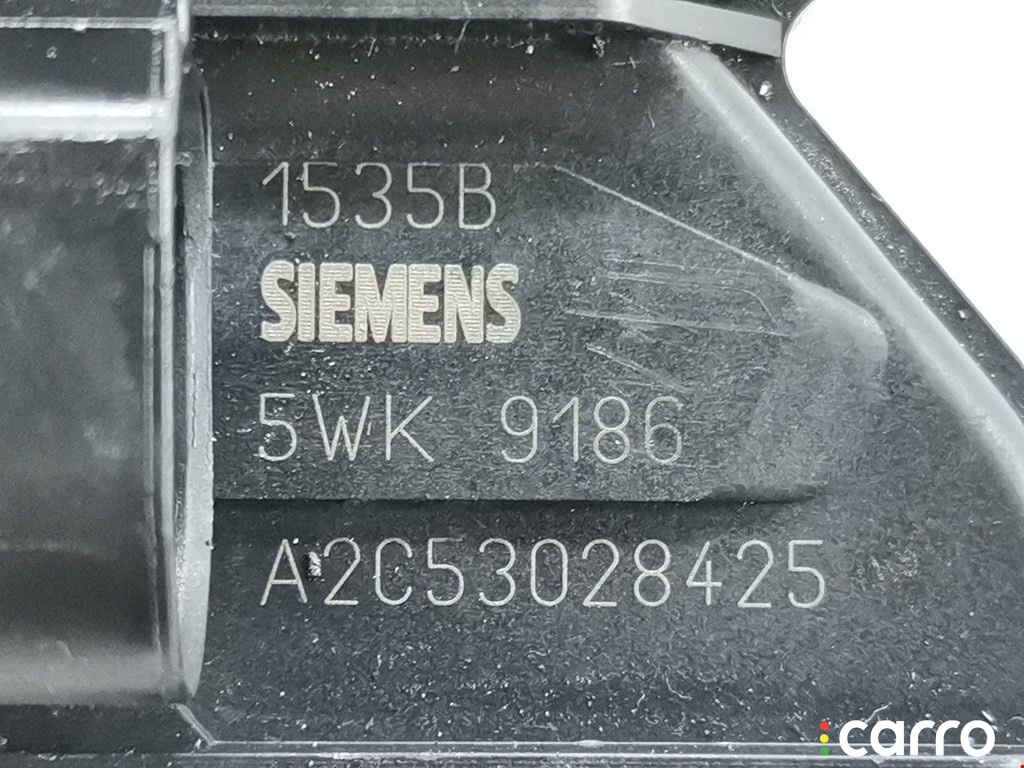 1535B
SIEMENS
5WK 9186
A2C53028425
carro